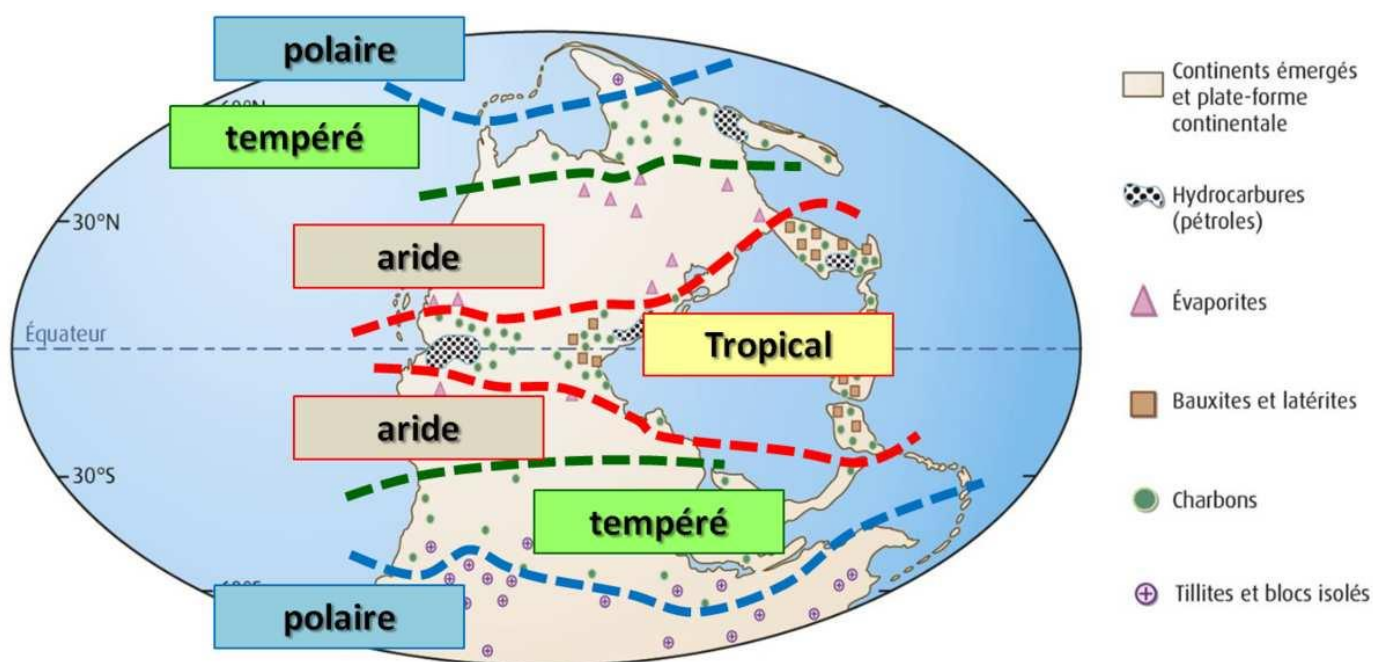 polaire
tempéré
30°N
aride
Équateur
Tropical
aride
30°S
tempéré
polaire
Continents émergés
et plate-forme
continentale
Hydrocarbures
(pétroles)
Évaporites
Bauxites et latérites
Charbons
Tillites et blocs isolés